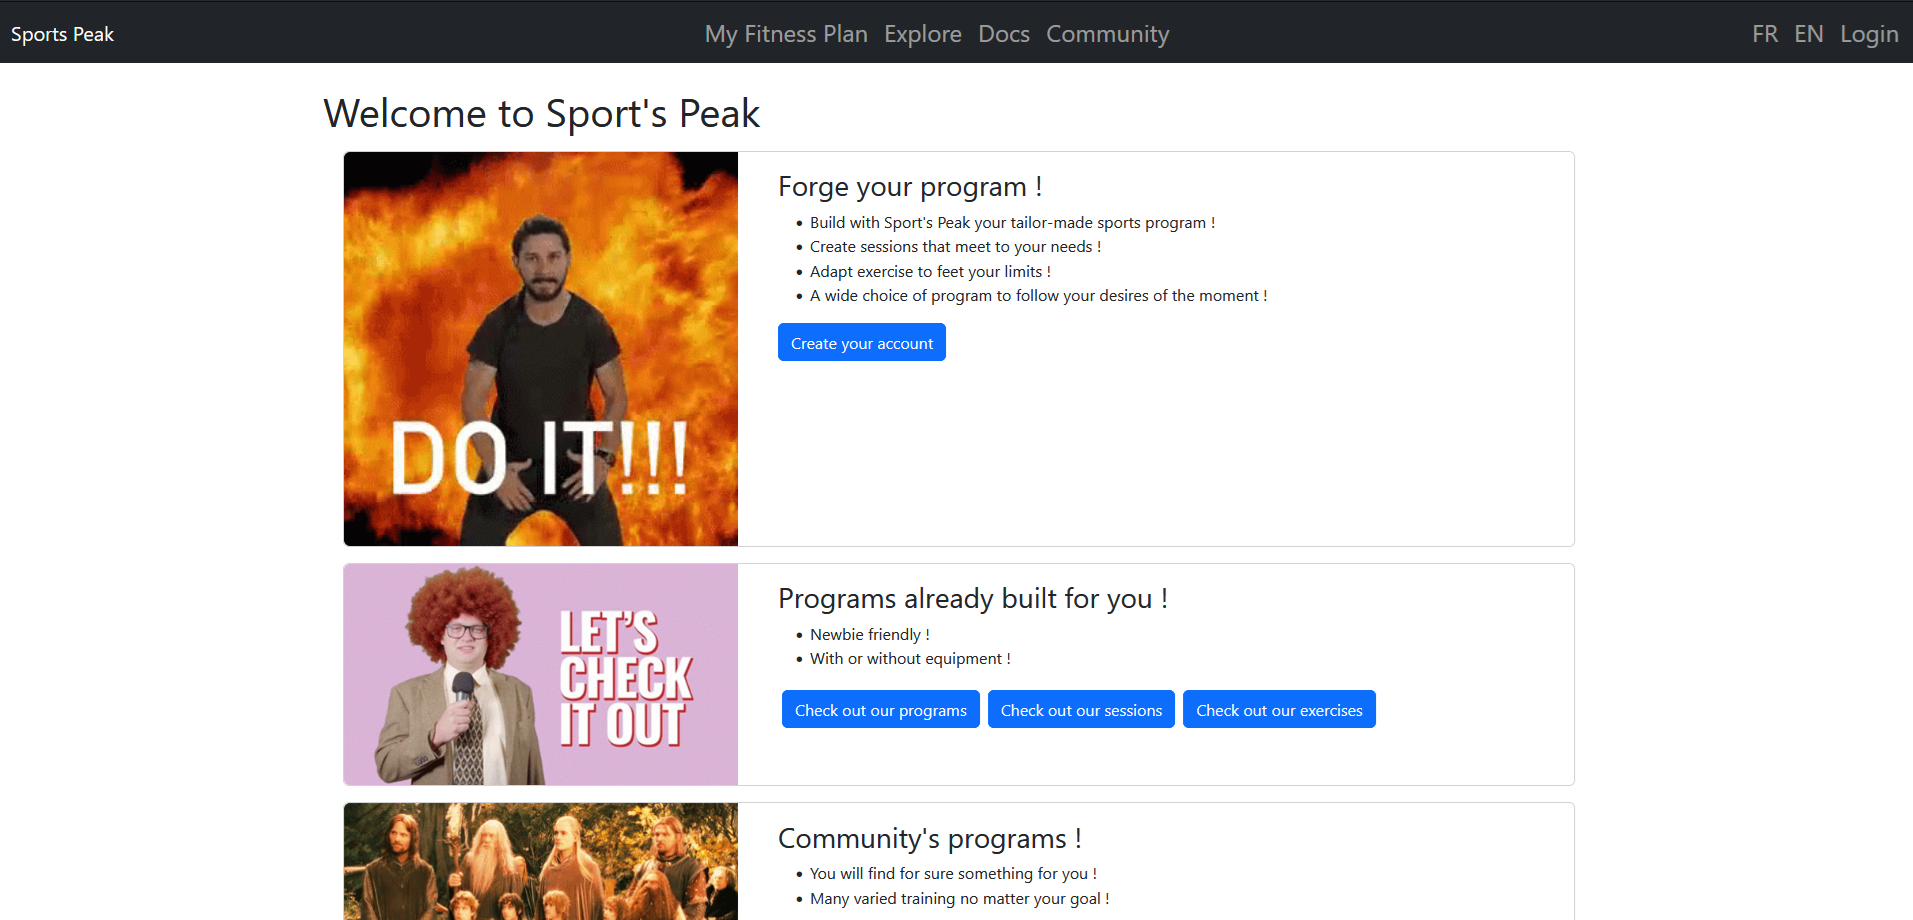 Sports Peak
My Fitness Plan Explore Docs Community
FR EN Login
Welcome to Sport's Peak
DO IT!!!
Forge your program !
Build with Sport's Peak your tailor-made sports program !
Create sessions that meet to your needs !
Adapt exercise to feet your limits !
A wide choice of program to follow your desires of the moment !
Create your account
LET'S
CHECK
IT OUT
Programs already built for you !
Newbie friendly !
With or without equipment !
Check out our programs
Check out our sessions
Check out our exercises
Community's programs !
You will find for sure something for you !
Many varied training no matter your goal !